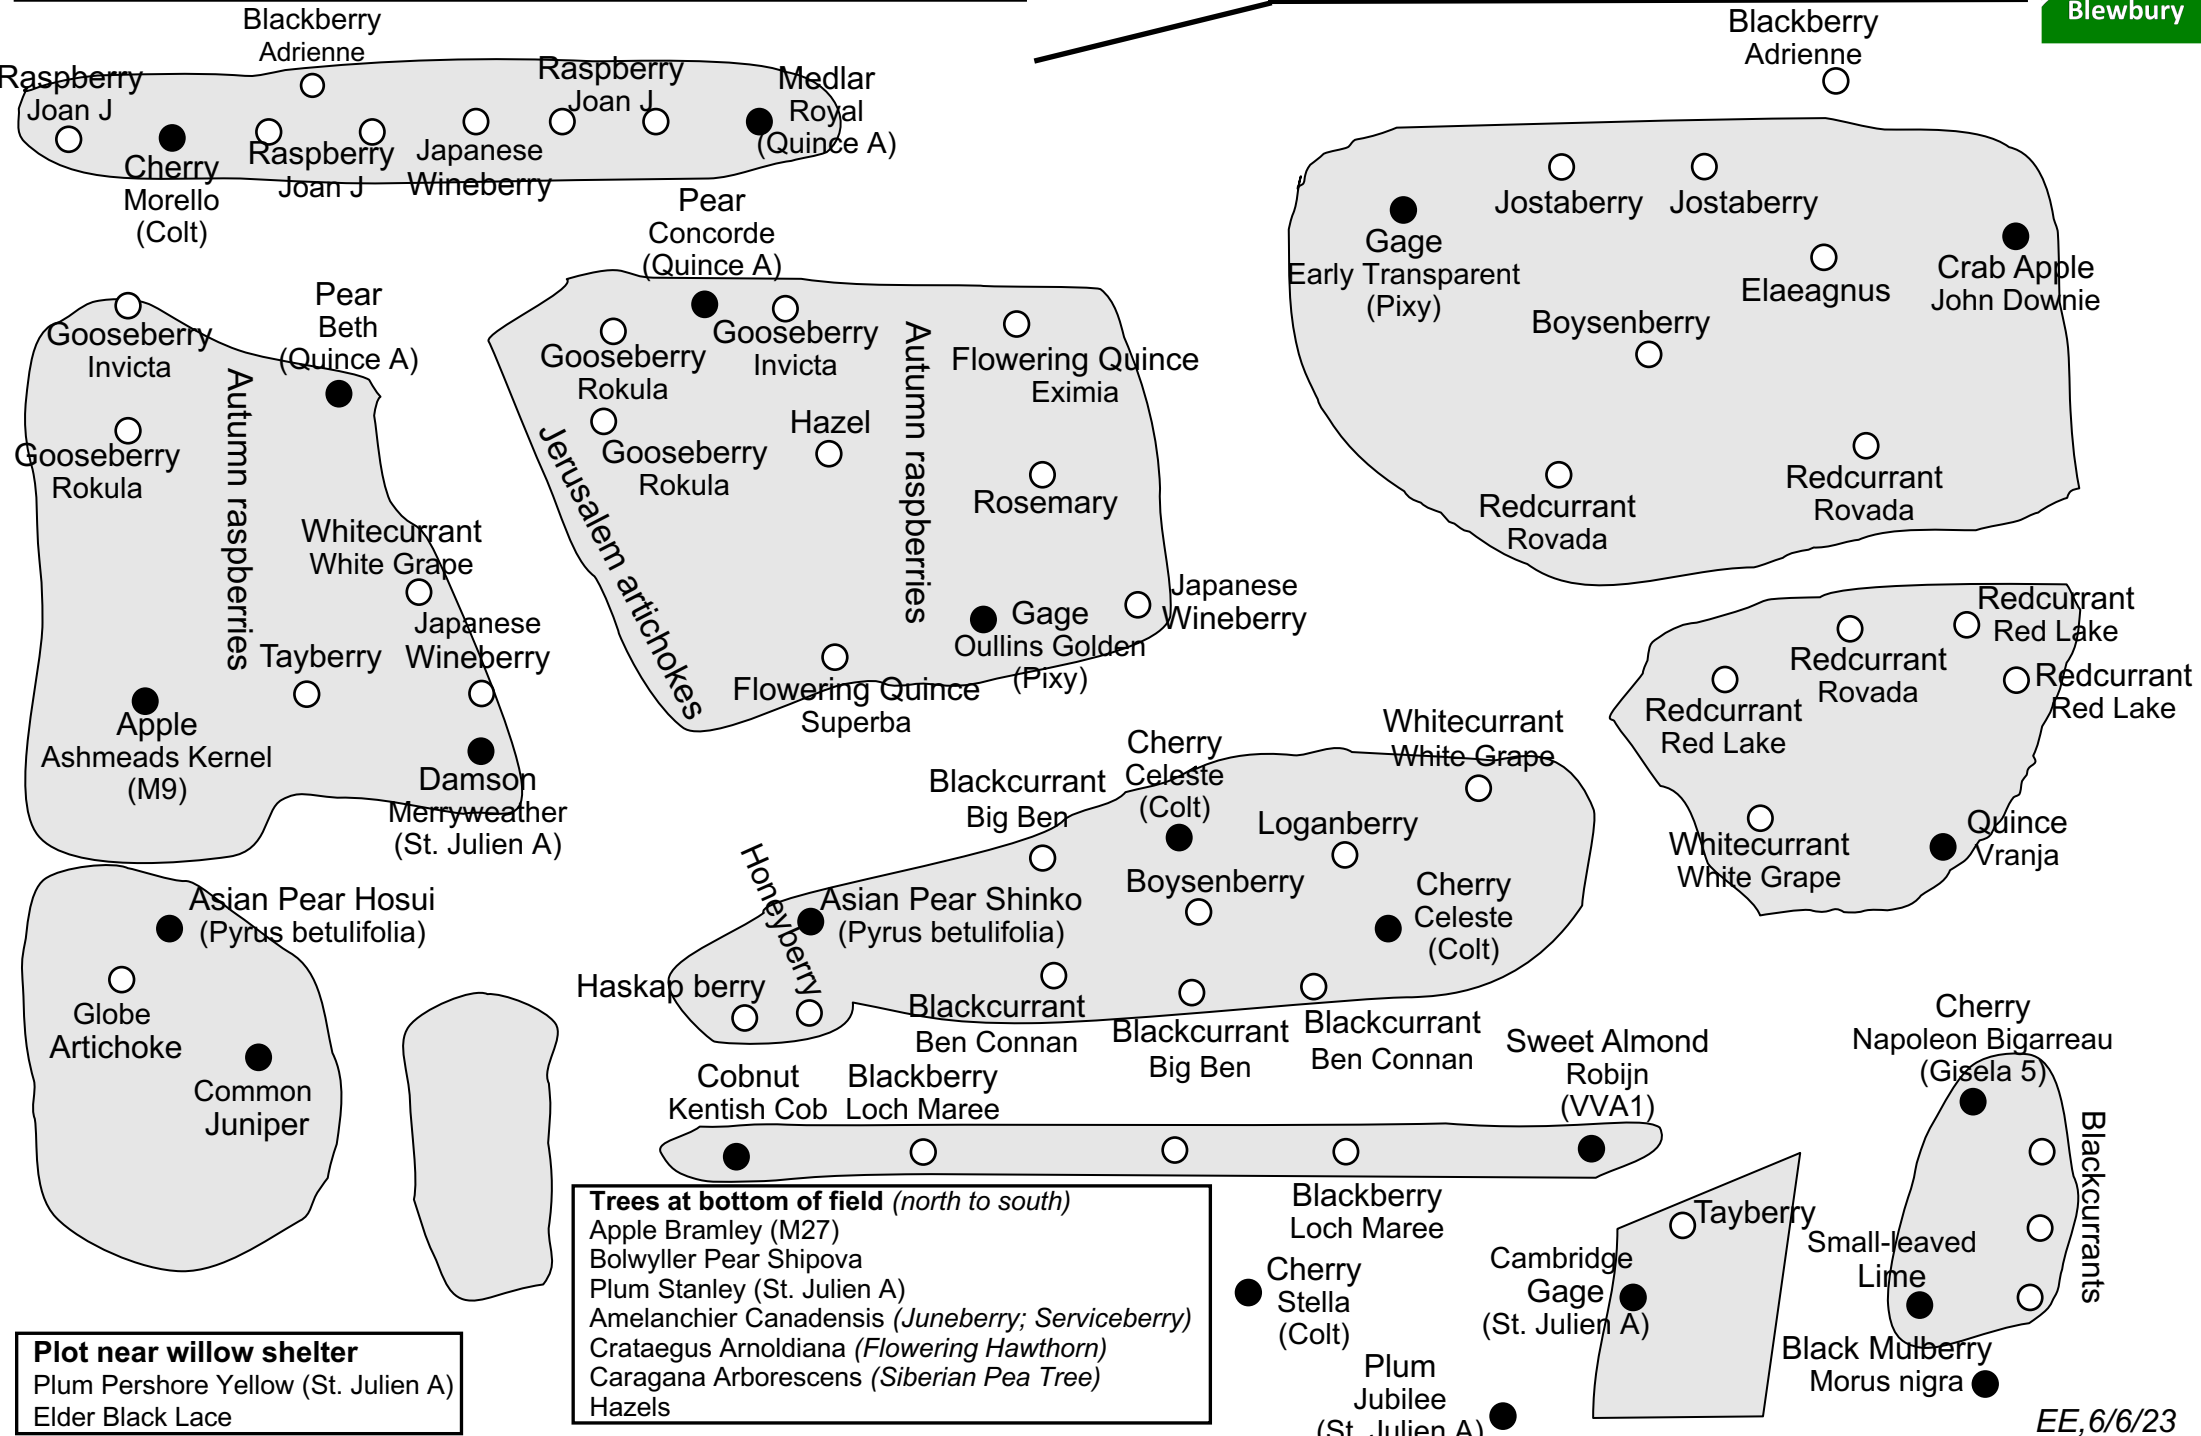 Blewbury
Blackberry
Adrienne
Blackberry
Adrienne
Raspberry
Joan J
Raspberry
Joan J
Medlar
Royal
(Quince A)
Cherry
Morello
(Colt)
Raspberry
Joan J
Japanese
Wineberry
Pear
Concorde
(Quince A)
Jostaberry
Jostaberry
Gage
Early Transparent
(Pixy)
Elaeagnus
Crab Apple
John Downie
Boysenberry
Redcurrant
Rovada
Redcurrant
Rovada
Gooseberry
Invicta
Pear
Beth
(Quince A)
Gooseberry
Rokula
Autumn raspberries
Whitecurrant
White Grape
Japanese
Wineberry
Tayberry
Apple
Ashmeads Kernel
(M9)
Damson
Merryweather
(St. Julien A)
Gooseberry
Rokula
Gooseberry
Invicta
Gooseberry
Rokula
Hazel
Autumn raspberries
Flowering Quince
Eximia
Rosemary
Jerusalem artichokes
Gage
Oullins Golden
(Pixy)
Japanese
Wineberry
Flowering Quince
Superba
Redcurrant
Red Lake
Redcurrant
Rovada
Redcurrant
Red Lake
Redcurrant
Red Lake
Whitecurrant
White Grape
Quince
Vranja
Whitecurrant
White Grape
Cherry
Celeste
(Colt)
Blackcurrant
Big Ben
Loganberry
Boysenberry
Cherry
Celeste
(Colt)
Honeyberry
Asian Pear Shinko
(Pyrus betulifolia)
Haskap berry
Blackcurrant
Ben Connan
Blackcurrant
Big Ben
Blackcurrant
Ben Connan
Asian Pear Hosui
(Pyrus betulifolia)
Globe
Artichoke
Common
Juniper
Cobnut
Kentish Cob
Blackberry
Loch Maree
Sweet Almond
Robijn
(VVA1)
Blackberry
Loch Maree
Cherry
Napoleon Bigarreau
(Gisela 5)
Blackcurrants
Small-leaved
Lime
Black Mulberry
Morus nigra
Tayberry
Cambridge
Gage
(St. Julien A)
Cherry
Stella
(Colt)
Plum
Jubilee
(St. Julien A)
Trees at bottom of field (north to south)
Apple Bramley (M27)
Bolwyller Pear Shipova
Plum Stanley (St. Julien A)
Amelanchier Canadensis (Juneberry; Serviceberry)
Crataegus Arnoldiana (Flowering Hawthorn)
Caragana Arborescens (Siberian Pea Tree)
Hazels
Plot near willow shelter
Plum Pershore Yellow (St. Julien A)
Elder Black Lace
EE,6/6/23